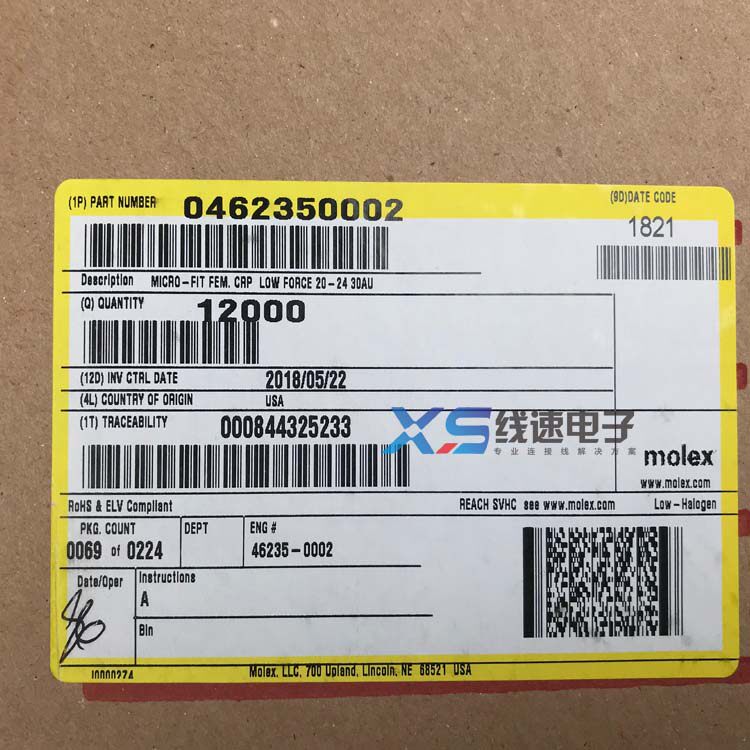 (1P) PART NUMBER 0462350002
(9D)DATE CODE
1821
Description MICRO-FIT FEM. CRP LOW FORCE 20-24 30AU
(Q) QUANTITY 12000
(12D) INV CTRL DATE 2018/05/22
(4L) COUNTRY OF ORIGIN USA
(1T) TRACEABILITY 000844325233
XS 线速电子
专业连接线解决方案
molex
www.molex.com
RoHS & ELV Compliant REACH SVHC see www.molex.com Low-Halogen
PKG. COUNT DEPT ENG #
0069 of 0224 46235-0002
Date/Oper Instructions
A
Bin
J0000274 Molex, LLC, 700 Upland, Lincoln, NE 68521 USA